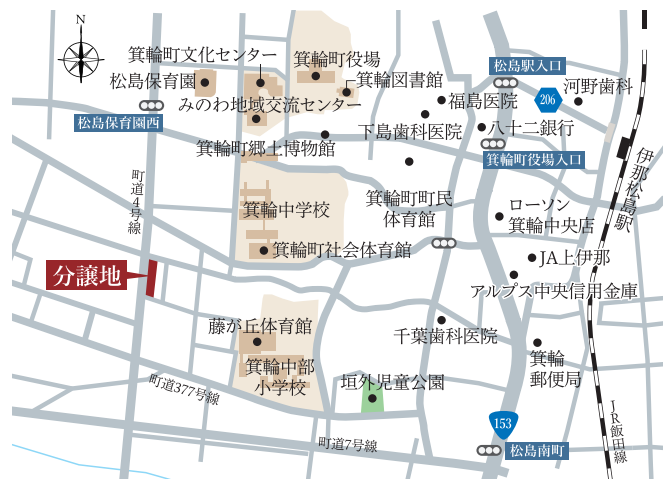 N
箕輪町文化センター
箕輪町役場
松島保育園
箕輪図書館
松島駅入口
河野歯科
206
福島医院
みのわ地域交流センター
松島保育園西
下島歯科医院
八十二銀行
箕輪町郷土博物館
箕輪町役場入口
伊那松島駅
町道4号線
箕輪中学校
箕輪町町民
体育館
ローソン
箕輪中央店
箕輪町社会体育館
JA上伊那
分譲地
アルプス中央信用金庫
藤が丘体育館
千葉歯科医院
箕輪
郵便局
箕輪中部
小学校
垣外児童公園
町道377号線
JR飯田線
153
町道7号線
松島南町